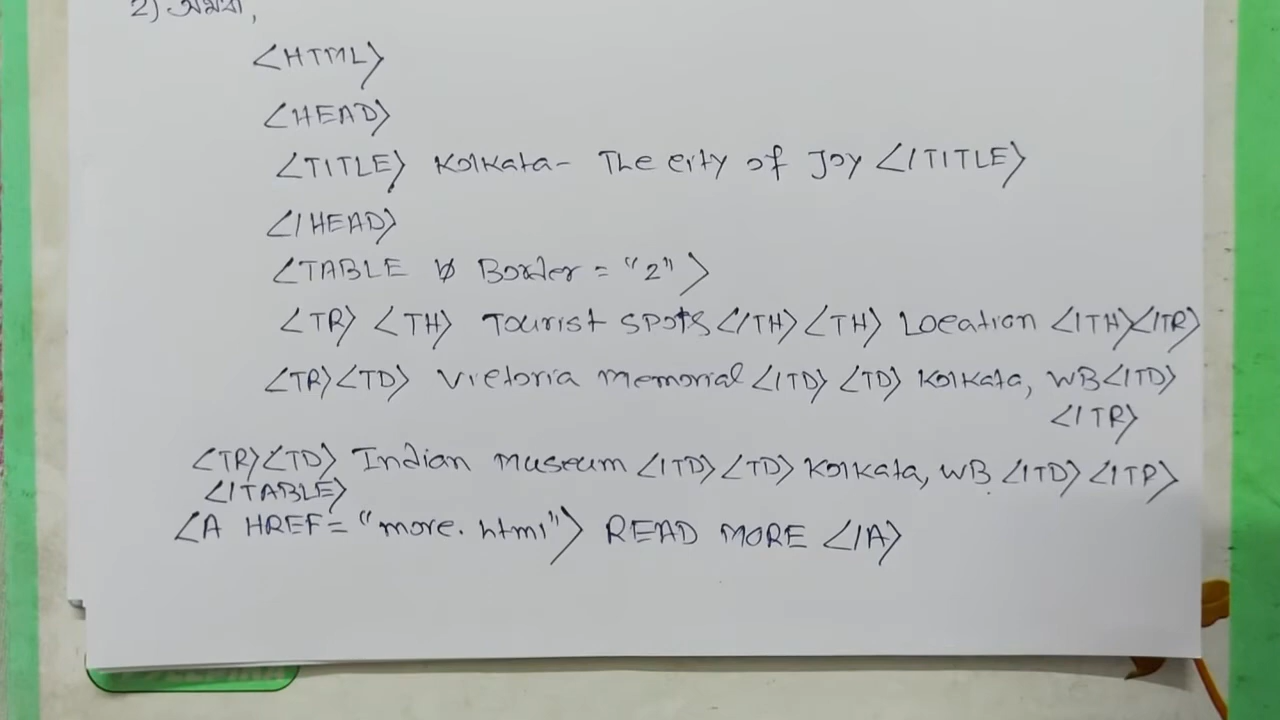 2) অথবা,
<HTML>
<HEAD>
<TITLE> Kolkata- The city of Joy </TITLE>
</HEAD>
<TABLE Border = "2" >
<TR> <TH> Tourist spots </TH> <TH> Location </TH></TR>
<TR><TD> Victoria memorial </TD> <TD> Kolkata, WB</TD>
</TR>
<TR><TD> Indian museum </TD> <TD> Kolkata, WB </TD> </TR>
</TABLE>
<A HREF = "more.html"> READ MORE </A>